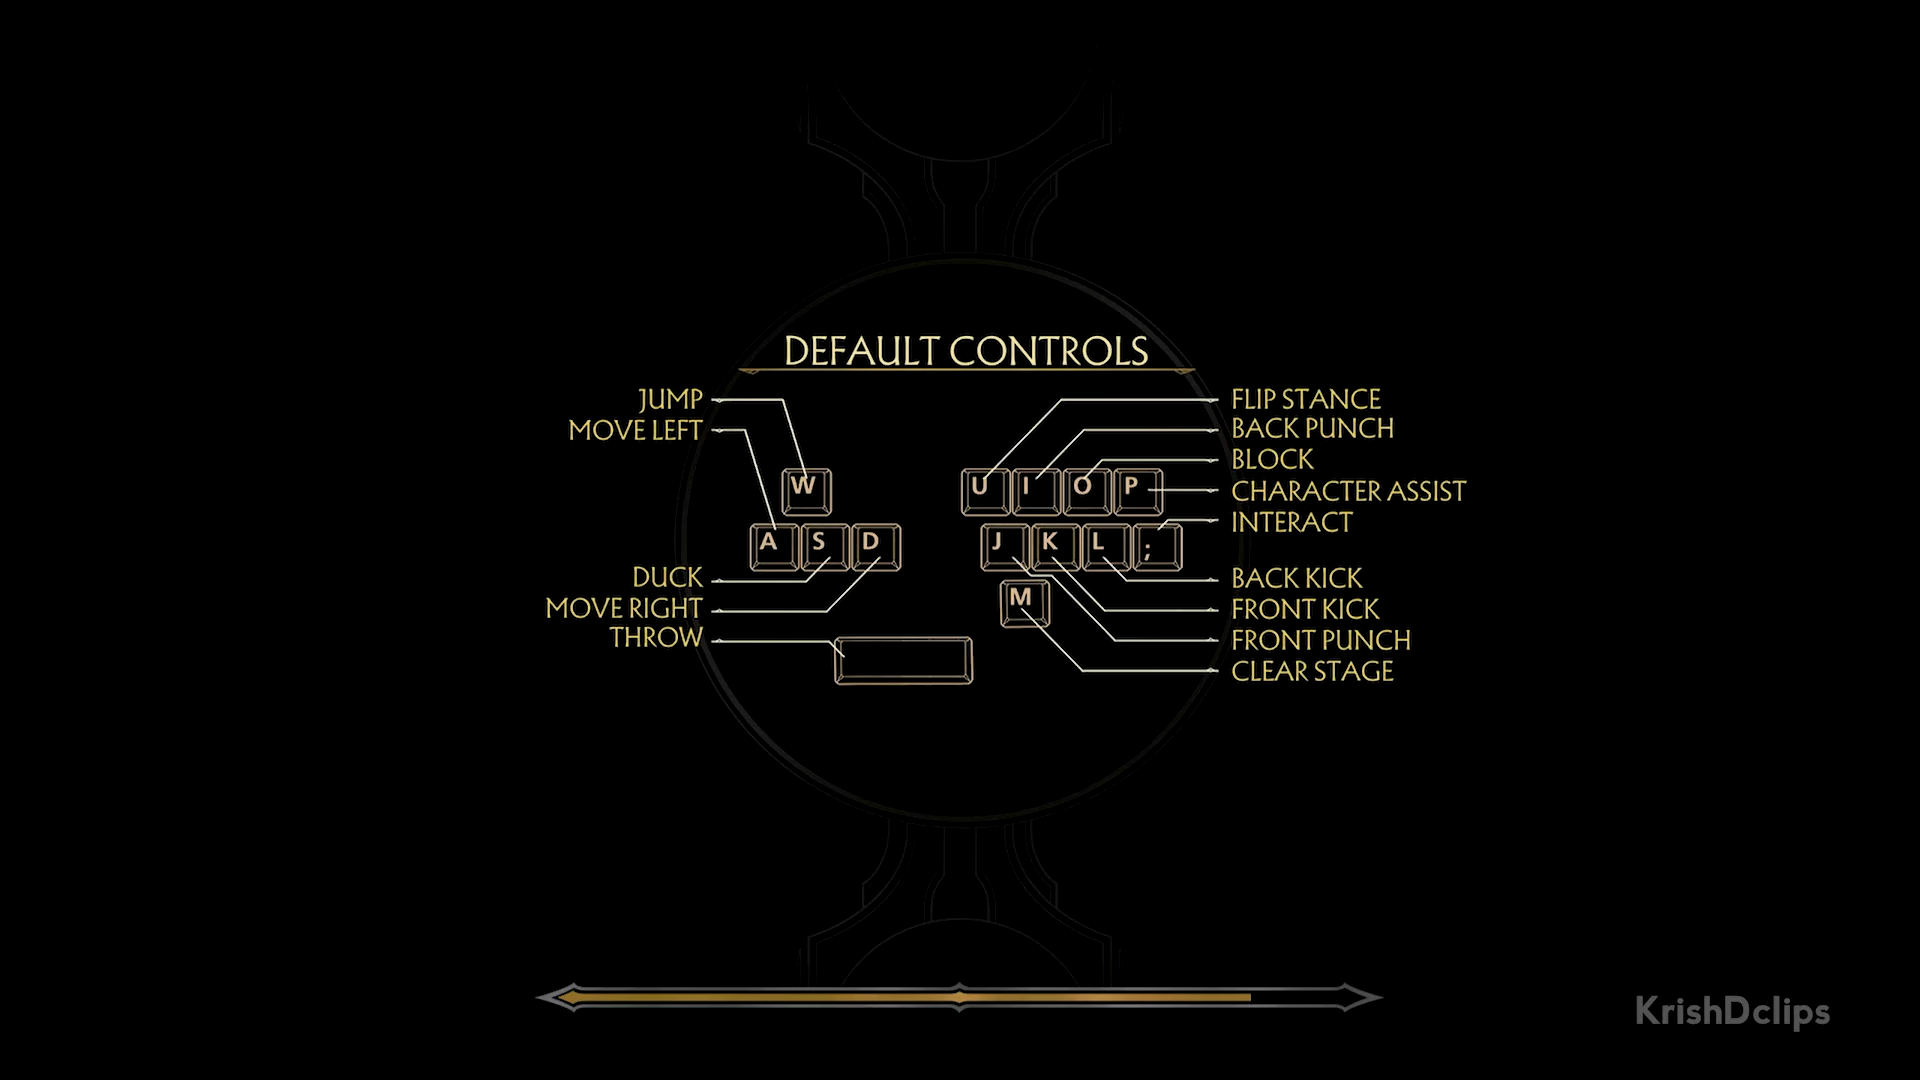 DEFAULT CONTROLS
JUMP
MOVE LEFT
W
A S D
DUCK
MOVE RIGHT
THROW
U I O P
J K L ;
M
FLIP STANCE
BACK PUNCH
BLOCK
CHARACTER ASSIST
INTERACT
BACK KICK
FRONT KICK
FRONT PUNCH
CLEAR STAGE
KrishDclips